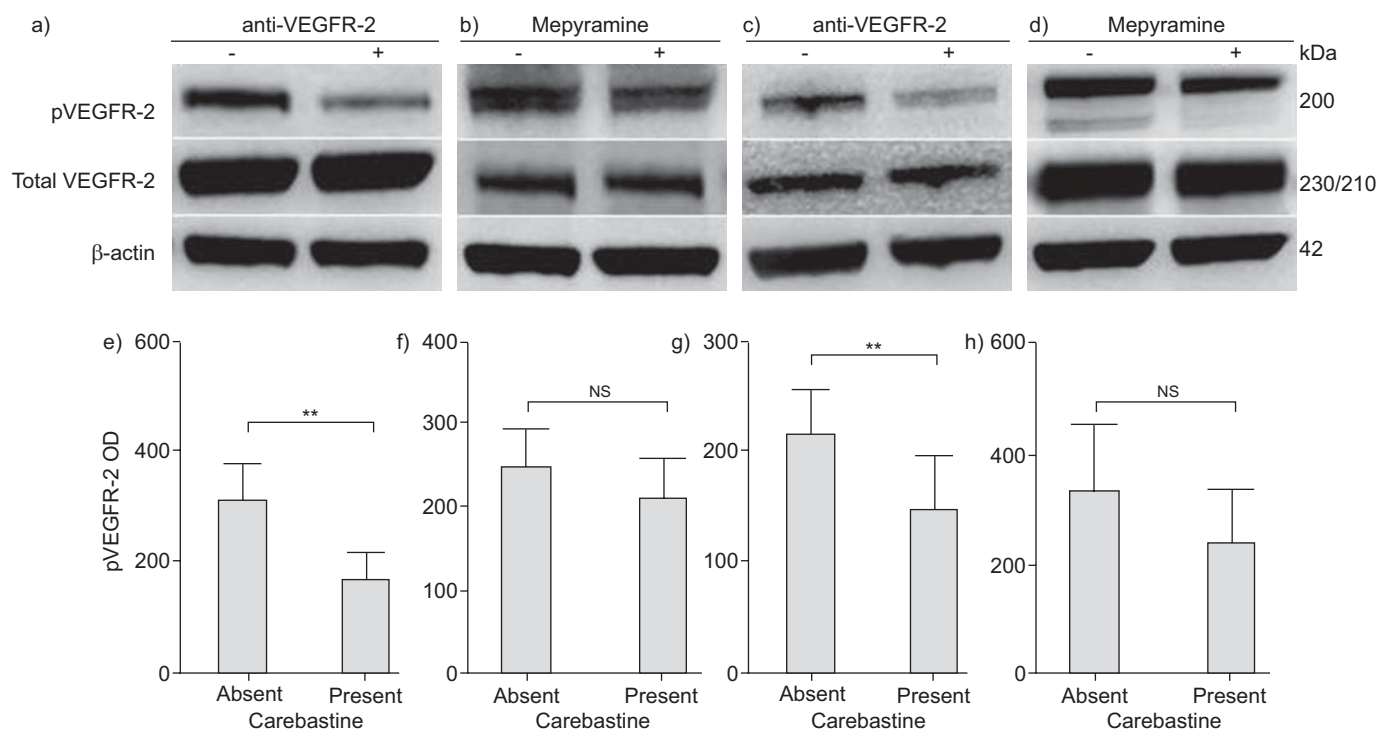 a) anti-VEGFR-2 b) Mepyramine c) anti-VEGFR-2 d) Mepyramine
- + - + - + - + kDa
pVEGFR-2 200
Total VEGFR-2 230/210
β-actin 42
e) f) g) h)
600 400 300 600
** NS ** NS
400 300 200 400
200 200 100 200
100
0 0 0 0
pVEGFR-2 OD
Absent Present Absent Present Absent Present Absent Present
Carebastine Carebastine Carebastine Carebastine